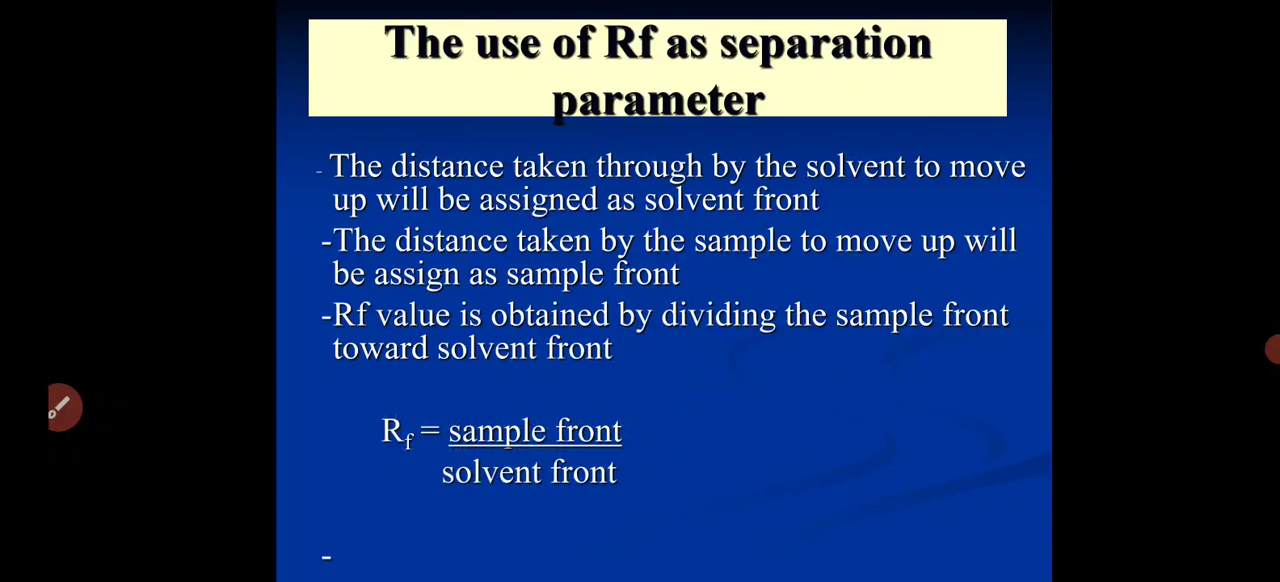 The use of Rf as separation
parameter
- The distance taken through by the solvent to move
up will be assigned as solvent front
-The distance taken by the sample to move up will
be assign as sample front
-Rf value is obtained by dividing the sample front
toward solvent front
Rf = sample front
solvent front
-